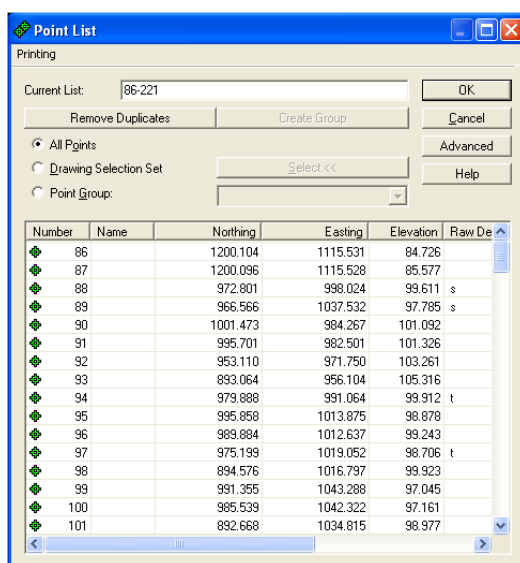 Point List
Printing
Current List: 86-221 OK
Remove Duplicates Create Group Cancel
All Points Advanced
Drawing Selection Set Select << Help
Point Group:
Number Name Northing Easting Elevation Raw De
86 1200.104 1115.531 84.726
87 1200.096 1115.528 85.577
88 972.801 998.024 99.611 s
89 966.566 1037.532 97.785 s
90 1001.473 984.267 101.092
91 995.701 982.501 101.326
92 953.110 971.750 103.261
93 893.064 956.104 105.316
94 979.888 991.064 99.912 t
95 995.858 1013.875 98.878
96 989.884 1012.637 99.243
97 975.199 1019.052 98.706 t
98 894.576 1016.797 99.923
99 991.355 1043.288 97.045
100 985.539 1042.322 97.161
101 892.668 1034.815 98.977